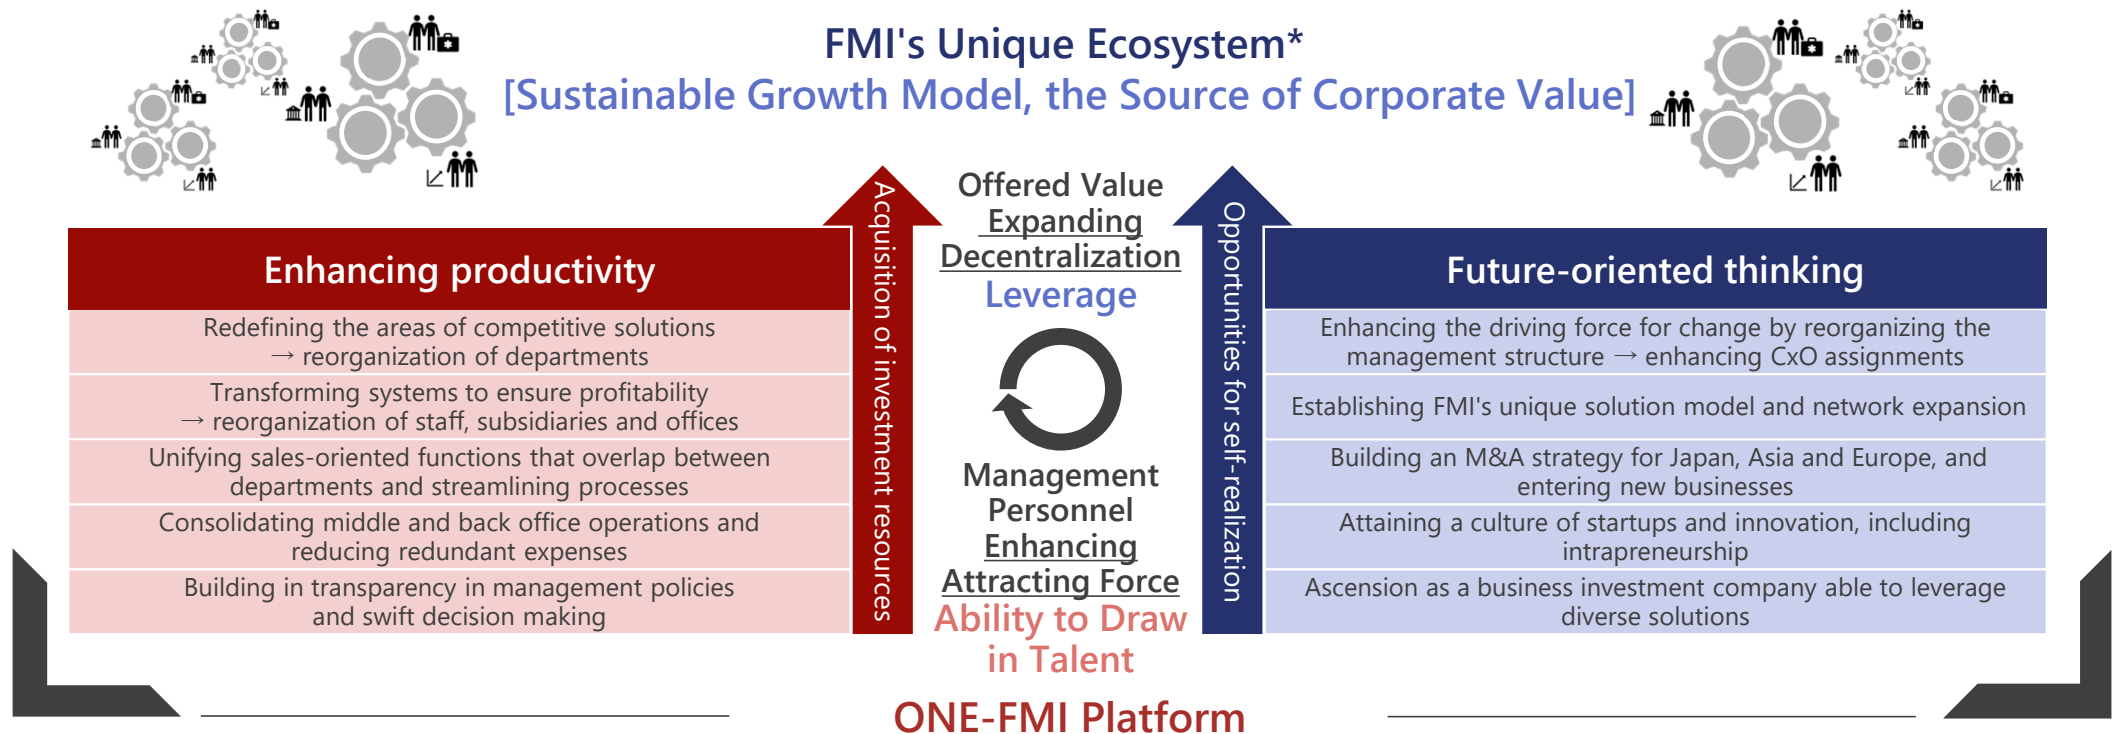 FMI's Unique Ecosystem*
[Sustainable Growth Model, the Source of Corporate Value]
Enhancing productivity
Redefining the areas of competitive solutions
→ reorganization of departments
Transforming systems to ensure profitability
→ reorganization of staff, subsidiaries and offices
Unifying sales-oriented functions that overlap between
departments and streamlining processes
Consolidating middle and back office operations and
reducing redundant expenses
Building in transparency in management policies
and swift decision making
Acquisition of investment resources
Offered Value
Expanding
Decentralization
Leverage
Management
Personnel
Enhancing
Attracting Force
Ability to Draw
in Talent
Opportunities for self-realization
Future-oriented thinking
Enhancing the driving force for change by reorganizing the
management structure → enhancing CxO assignments
Establishing FMI's unique solution model and network expansion
Building an M&A strategy for Japan, Asia and Europe, and
entering new businesses
Attaining a culture of startups and innovation, including
intrapreneurship
Ascension as a business investment company able to leverage
diverse solutions
ONE-FMI Platform